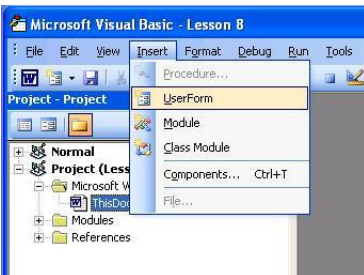 Microsoft Visual Basic - Lesson 8
File Edit View Insert Format Debug Run Tools
Procedure...
Project - Project
UserForm
Module
Class Module
Normal
Project (Less
Components... Ctrl+T
Microsoft W
ThisDoc
File...
Modules
References